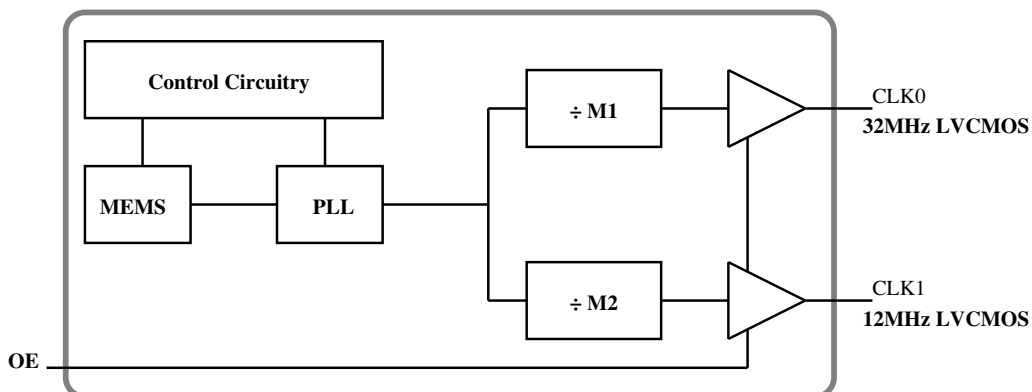 Control Circuitry
MEMS
PLL
÷ M1
÷ M2
CLK0
32MHz LVCMOS
CLK1
12MHz LVCMOS
OE